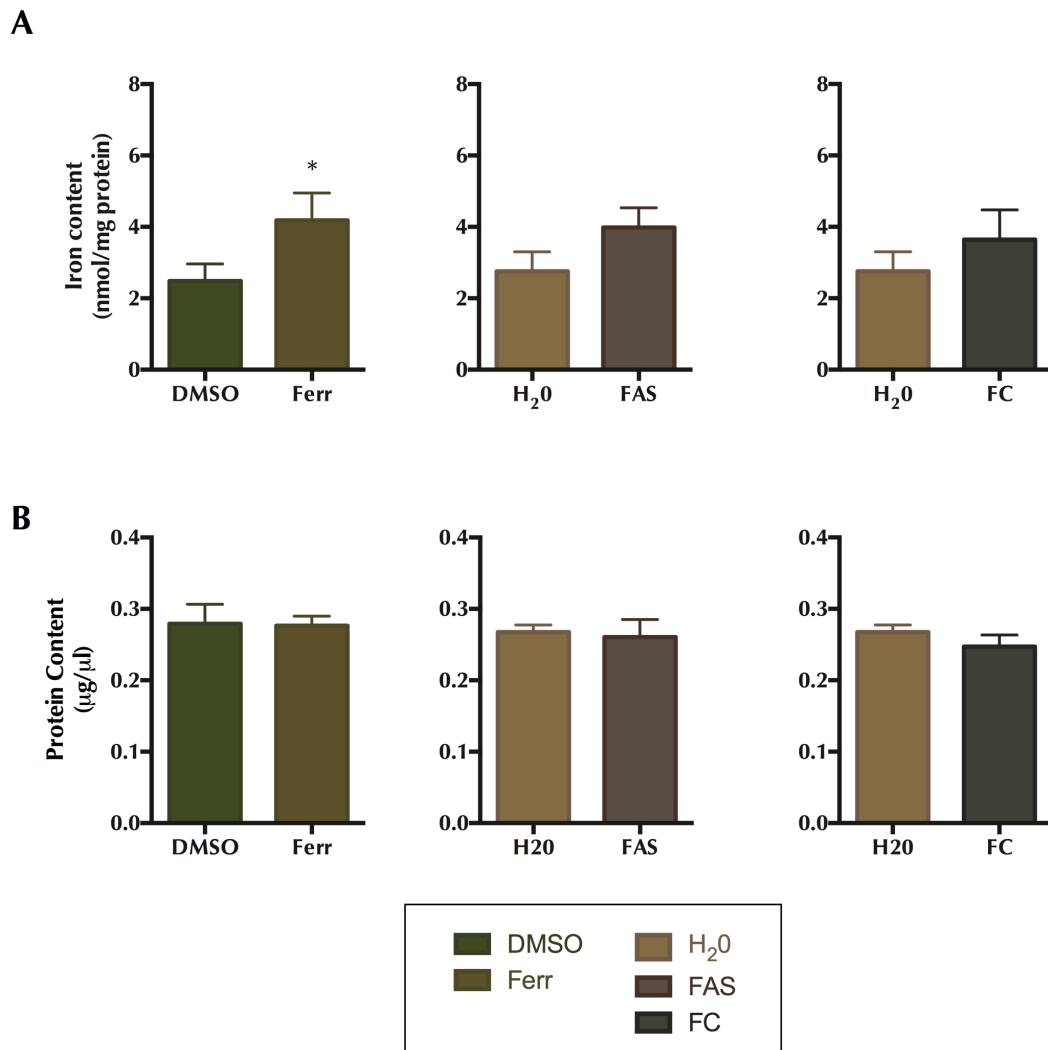 A
Iron content
(nmol/mg protein)
8
6
4
2
0
*
DMSO Ferr
8
6
4
2
0
H₂0 FAS
8
6
4
2
0
H₂0 FC
B
Protein Content
(µg/µl)
0.4
0.3
0.2
0.1
0.0
DMSO Ferr
0.4
0.3
0.2
0.1
0.0
H20 FAS
0.4
0.3
0.2
0.1
0.0
H20 FC
DMSO
Ferr
H₂0
FAS
FC